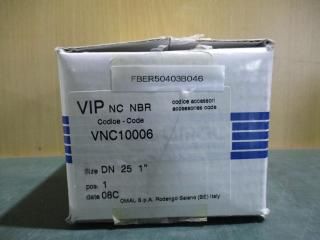 FBER50403B046
VIP NC NBR
codice accessori
accessories code
Codice - Code
VNC10006
Size DN 25 1"
pos. 1
date 08C
OMAL S.p.A. Rodengo Saiano (BS) Italy